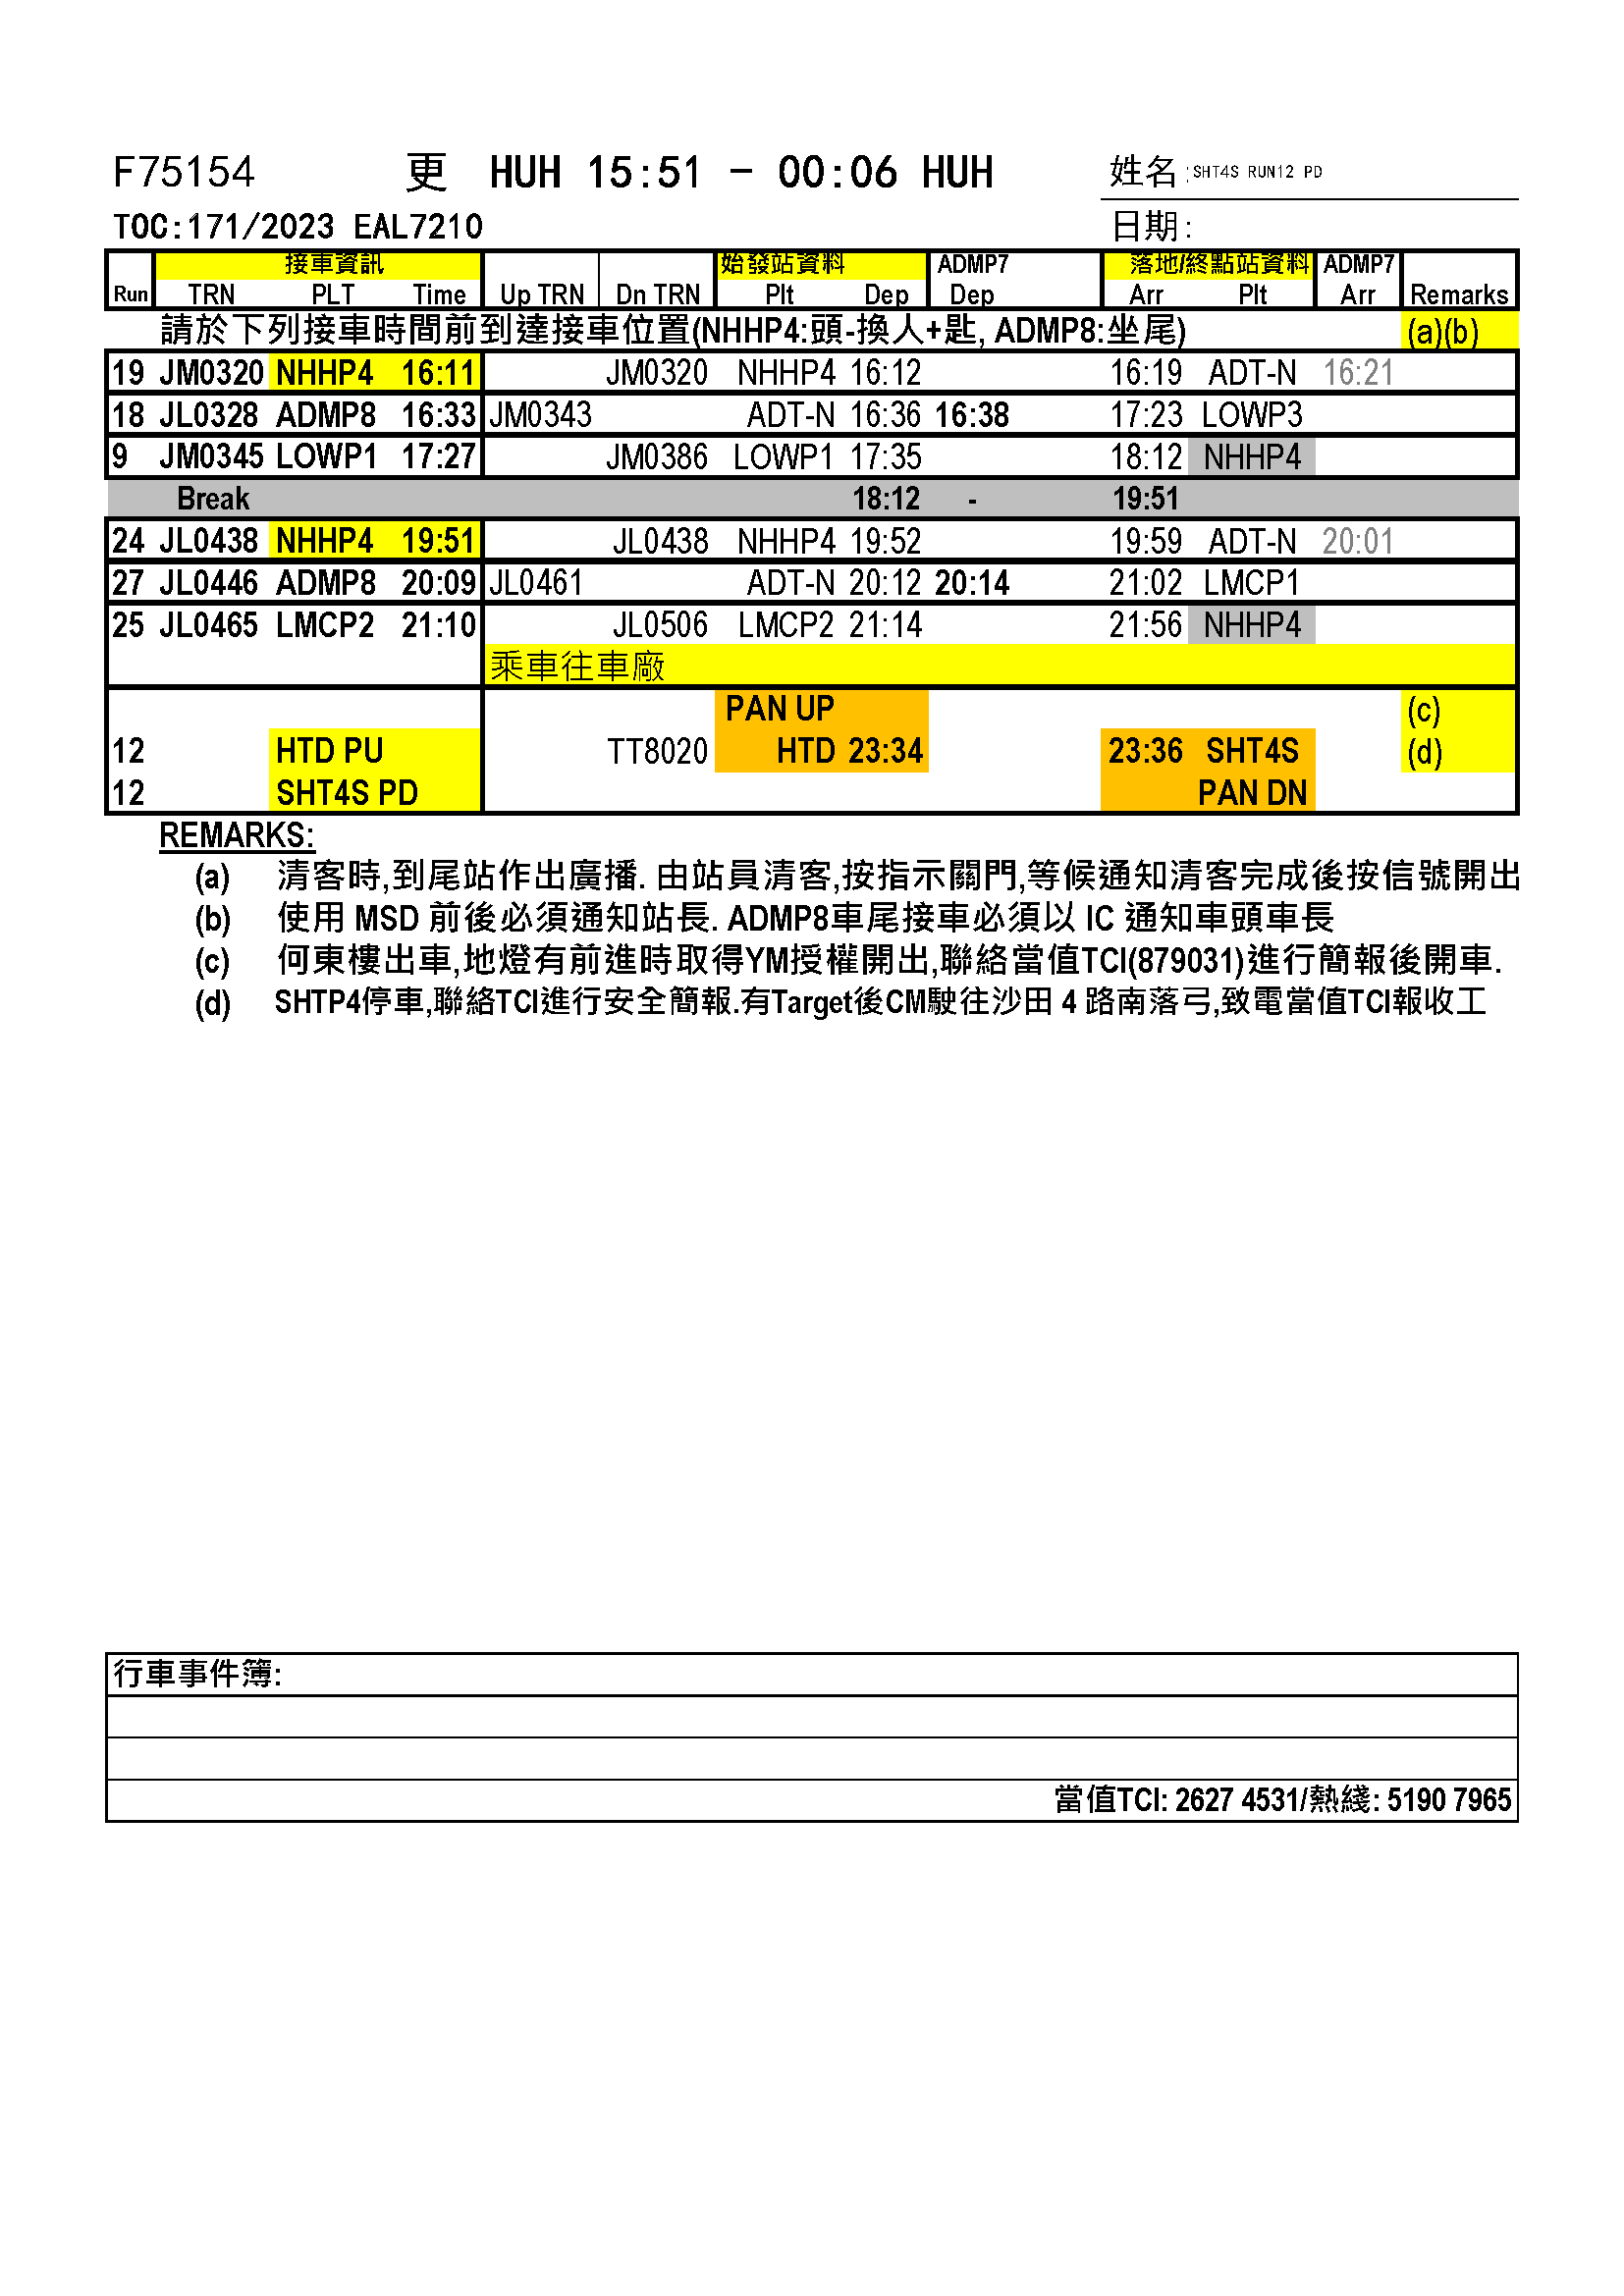 F75154 更 HUH 15:51 - 00:06 HUH 姓名:SHT4S RUN12 PD
TOC:171/2023 EAL7210 日期:
接車資訊 始發站資料 ADMP7 落地/終點站資料 ADMP7
Run TRN PLT Time Up TRN Dn TRN Plt Dep Dep Arr Plt Arr Remarks
請於下列接車時間前到達接車位置(NHHP4:頭-換人+匙, ADMP8:坐尾) (a)(b)
19 JM0320 NHHP4 16:11 JM0320 NHHP4 16:12 16:19 ADT-N 16:21
18 JL0328 ADMP8 16:33 JM0343 ADT-N 16:36 16:38 17:23 LOWP3
9 JM0345 LOWP1 17:27 JM0386 LOWP1 17:35 18:12 NHHP4
Break 18:12 - 19:51
24 JL0438 NHHP4 19:51 JL0438 NHHP4 19:52 19:59 ADT-N 20:01
27 JL0446 ADMP8 20:09 JL0461 ADT-N 20:12 20:14 21:02 LMCP1
25 JL0465 LMCP2 21:10 JL0506 LMCP2 21:14 21:56 NHHP4
乘車往車廠
PAN UP (c)
12 HTD PU TT8020 HTD 23:34 23:36 SHT4S (d)
12 SHT4S PD PAN DN
REMARKS:
(a) 清客時,到尾站作出廣播. 由站員清客,按指示關門,等候通知清客完成後按信號開出
(b) 使用 MSD 前後必須通知站長. ADMP8車尾接車必須以 IC 通知車頭車長
(c) 何東樓出車,地燈有前進時取得YM授權開出,聯絡當值TCI(879031)進行簡報後開車.
(d) SHTP4停車,聯絡TCI進行安全簡報.有Target後CM駛往沙田 4 路南落弓,致電當值TCI報收工
行車事件簿:
當值TCI: 2627 4531/熱綫: 5190 7965